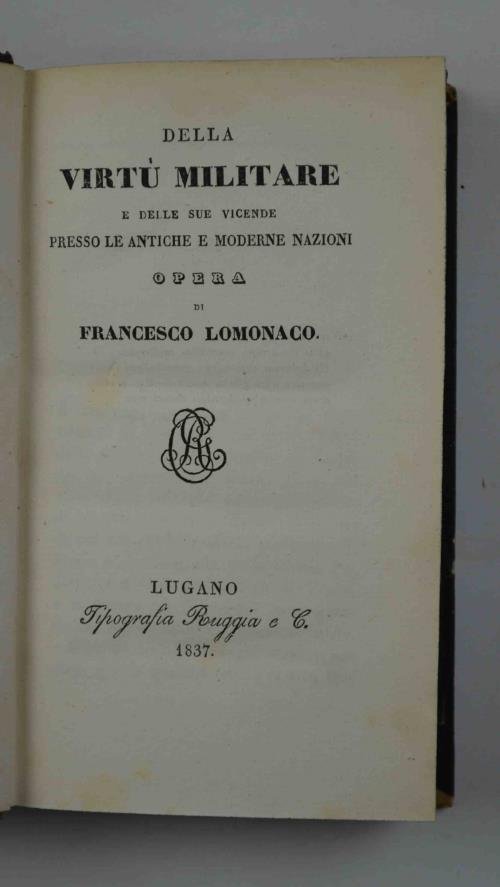 DELLA
VIRTÙ MILITARE
E DELLE SUE VICENDE
PRESSO LE ANTICHE E MODERNE NAZIONI
OPERA
DI
FRANCESCO LOMONACO.
LUGANO
Tipografia Ruggia e C.
1837.